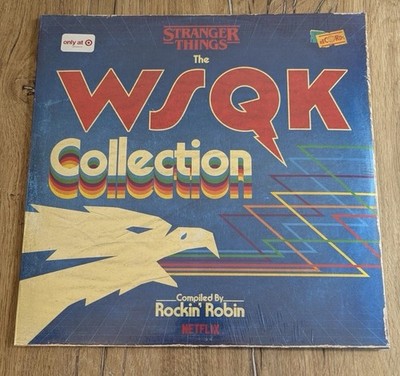 STRANGER
THINGS
only at
The
WSQK
Collection
Compiled By
Rockin' Robin
NETFLIX